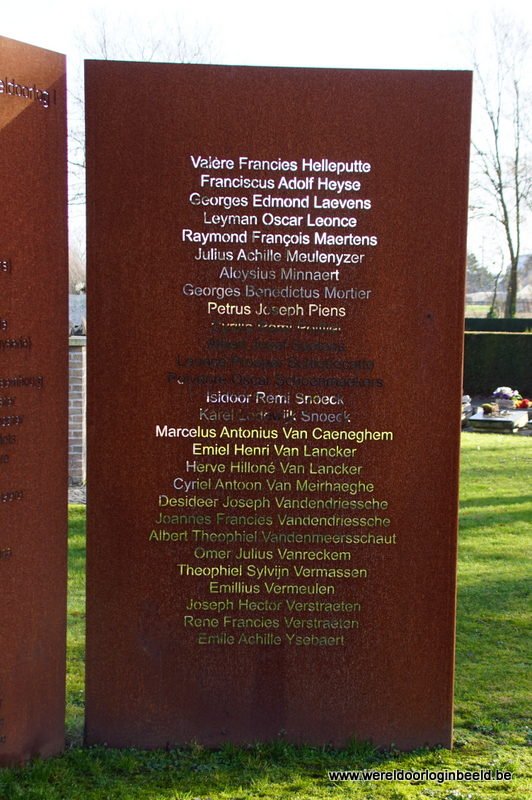 Valère Francies Helleputte
Franciscus Adolf Heyse
Georges Edmond Laevens
Leyman Oscar Leonce
Raymond François Maertens
Julius Achille Meulenyzer
Aloysius Minnaert
Georges Benedictus Mortier
Petrus Joseph Piens
Isidoor Remi Snoeck
Karel Lodewijk Snoeck
Marcelus Antonius Van Caeneghem
Emiel Henri Van Lancker
Herve Hilloné Van Lancker
Cyriel Antoon Van Meirhaeghe
Desideer Joseph Vandendriessche
Joannes Francies Vandendriessche
Albert Theophiel Vandenmeersschaut
Omer Julius Vanreckem
Theophiel Sylvijn Vermassen
Emillius Vermeulen
Joseph Hector Verstraeten
Rene Francies Verstraeten
Emile Achille Ysebaert
www.wereldoorloginbeeld.be